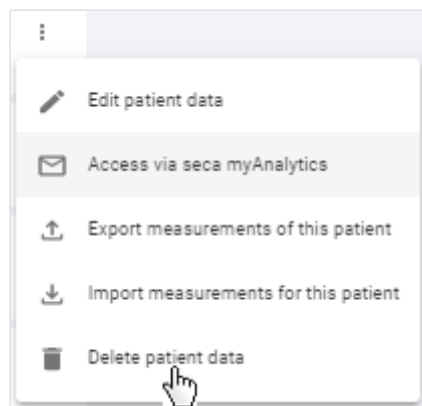 Edit patient data
Access via seca myAnalytics
Export measurements of this patient
Import measurements for this patient
Delete patient data